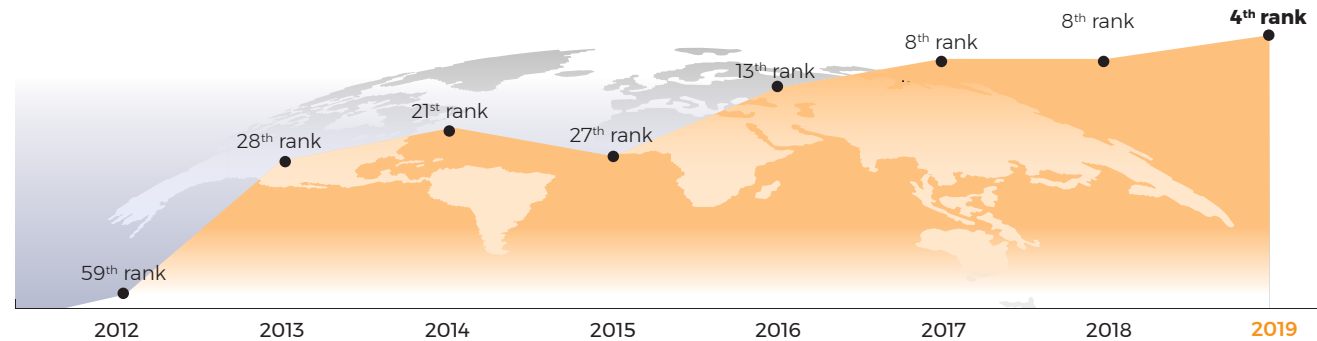 4th rank
8th rank
8th rank
13th rank
21st rank
27th rank
28th rank
59th rank
2012 2013 2014 2015 2016 2017 2018 2019